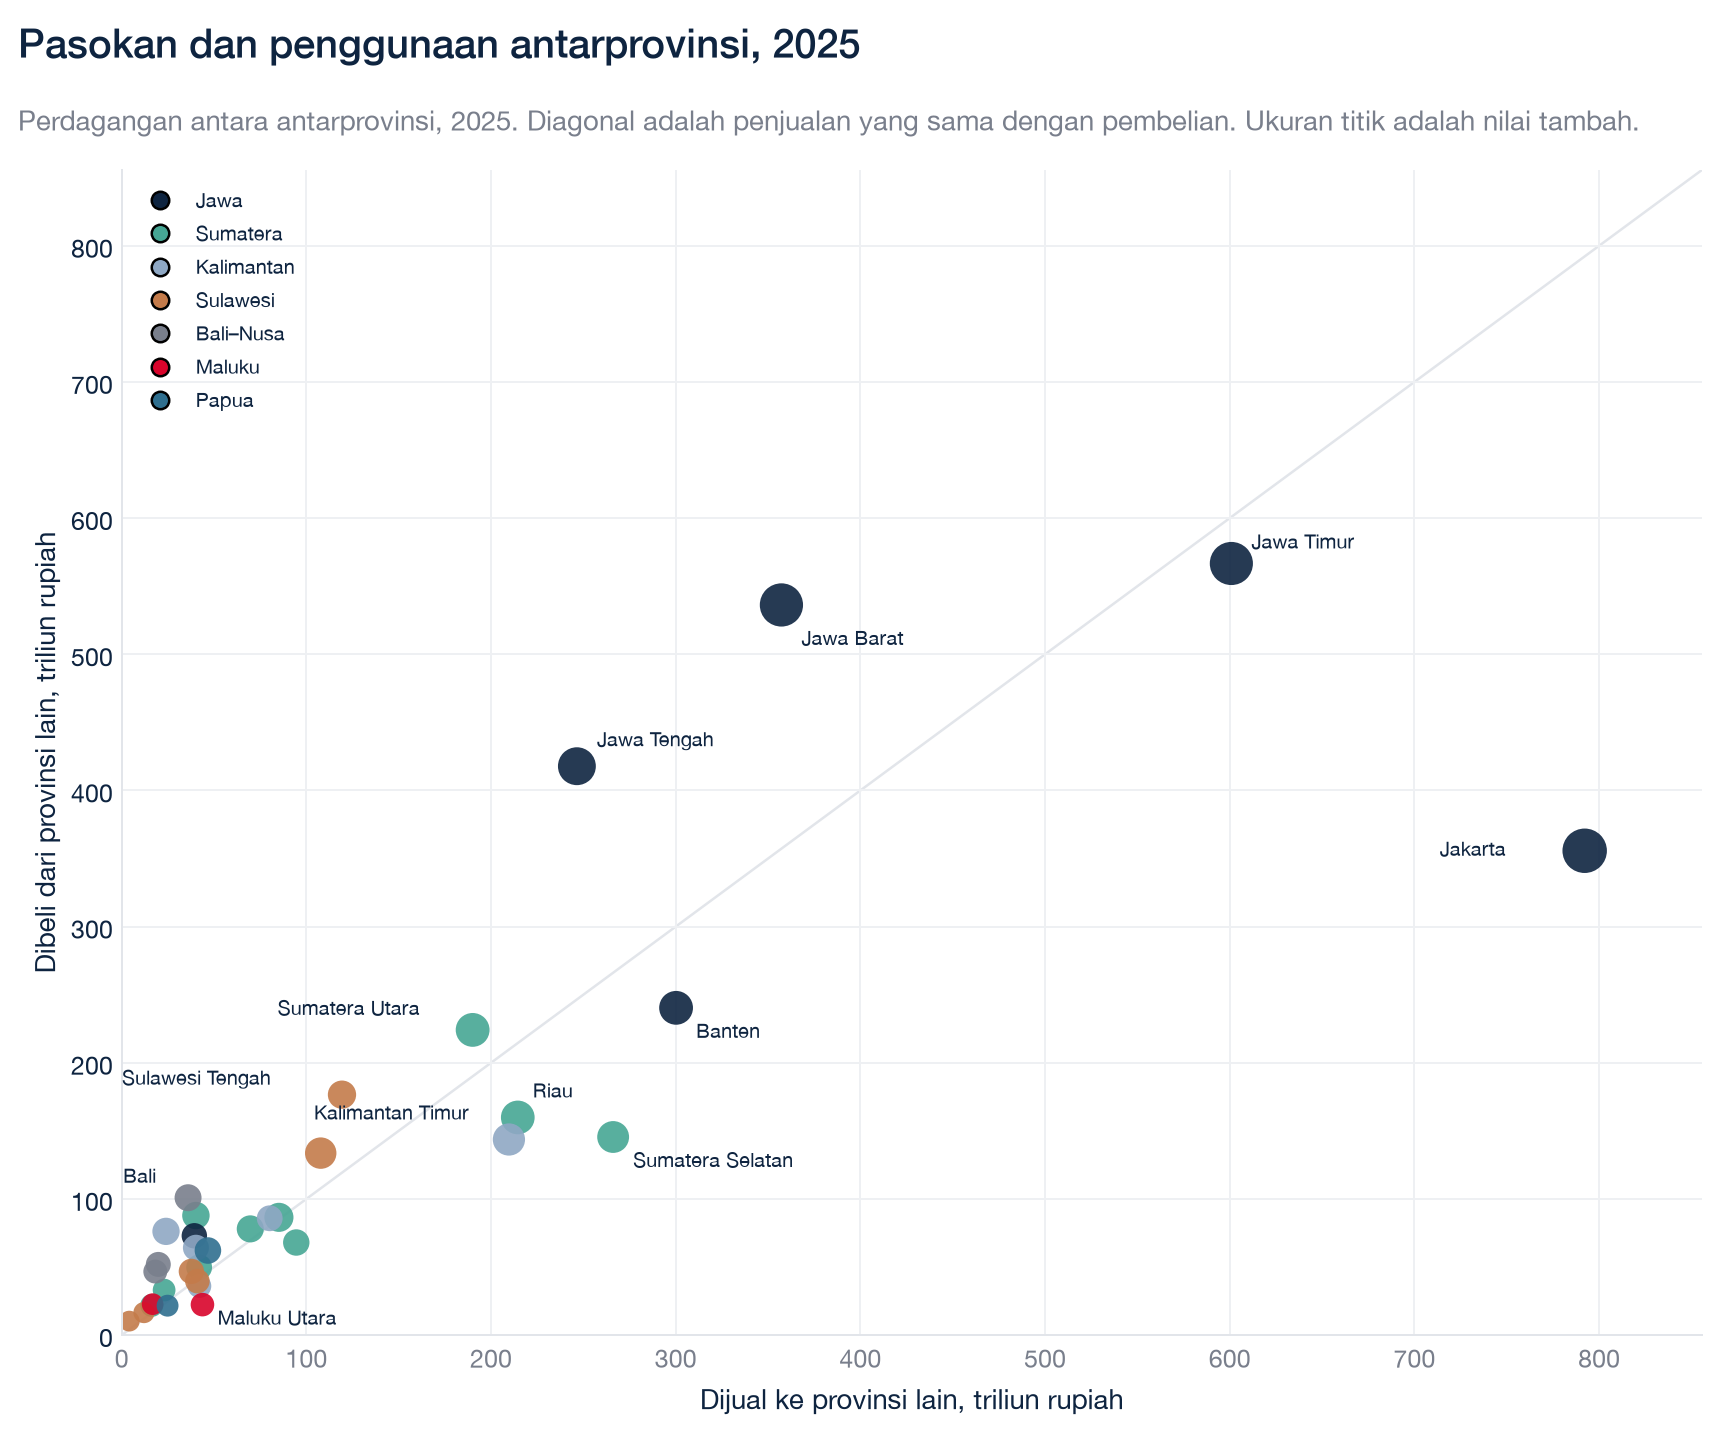 Pasokan dan penggunaan antarprovinsi, 2025
Perdagangan antara antarprovinsi, 2025. Diagonal adalah penjualan yang sama dengan pembelian. Ukuran titik adalah nilai tambah.
Jawa
Sumatera
Kalimantan
Sulawesi
Bali–Nusa
Maluku
Papua
800
700
600
500
400
300
200
100
0
Dibeli dari provinsi lain, triliun rupiah
Jawa Timur
Jawa Barat
Jawa Tengah
Jakarta
Sumatera Utara
Banten
Sulawesi Tengah
Riau
Kalimantan Timur
Sumatera Selatan
Bali
Maluku Utara
0
100
200
300
400
500
600
700
800
Dijual ke provinsi lain, triliun rupiah